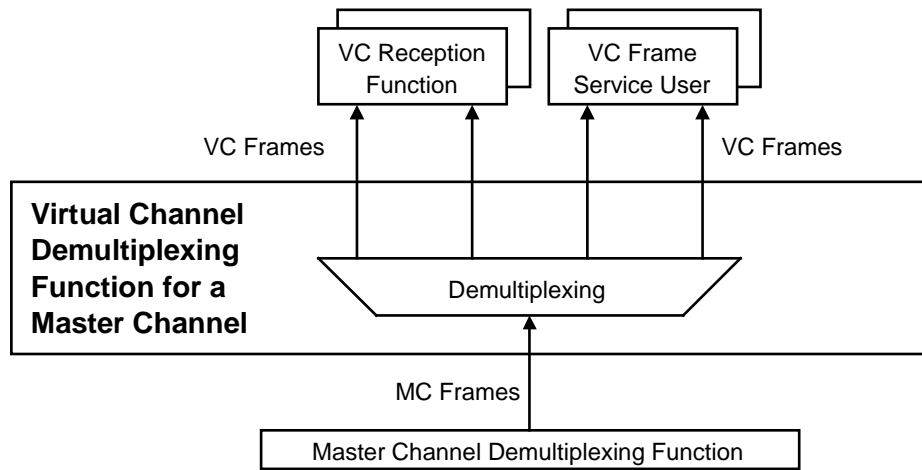 VC Reception
Function
VC Frame
Service User
VC Frames
VC Frames
Virtual Channel
Demultiplexing
Function for a
Master Channel
Demultiplexing
MC Frames
Master Channel Demultiplexing Function